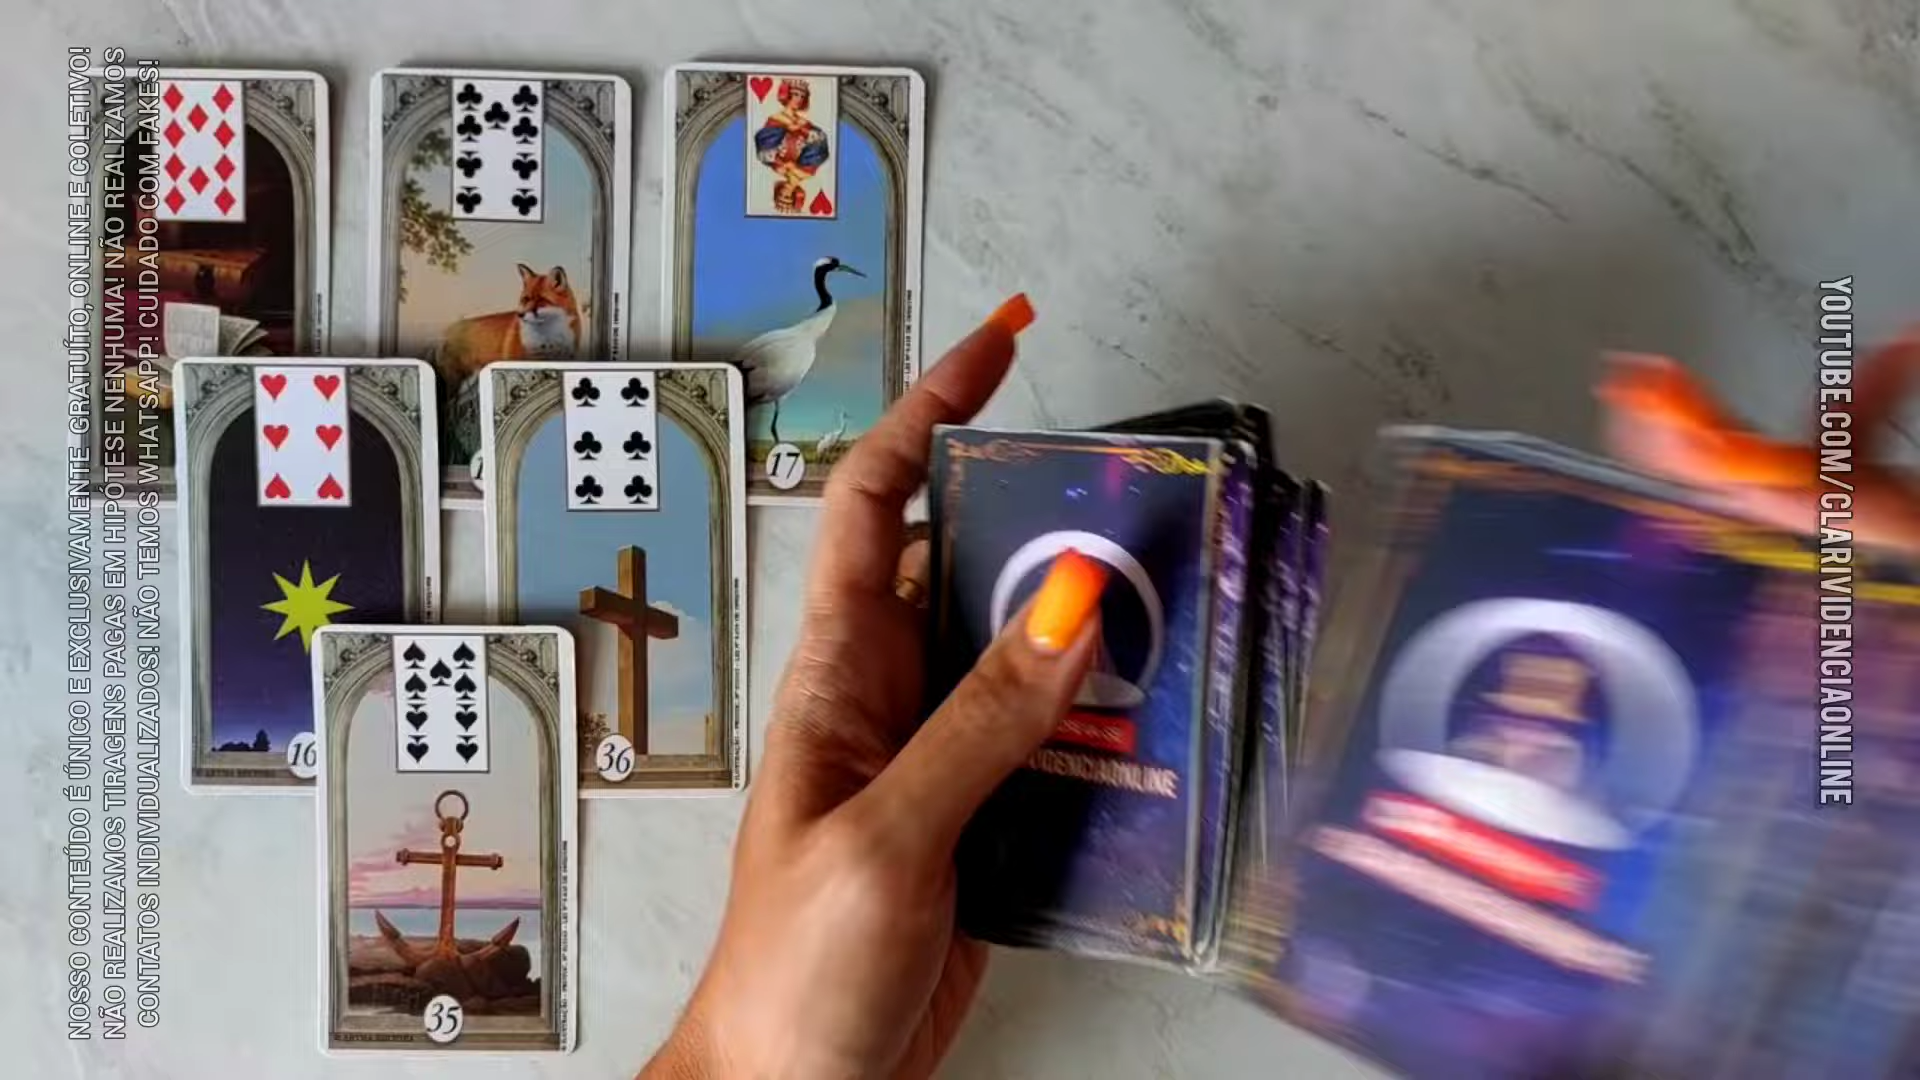 NOSSO CONTEÚDO É ÚNICO E EXCLUSIVAMENTE GRATUÍTO, ONLINE E COLETIVO!
NÃO REALIZAMOS TIRAGENS PAGAS EM HIPÓTESE NENHUMA! NÃO REALIZAMOS
CONTATOS INDIVIDUALIZADOS! NÃO TEMOS WHATSAPP! CUIDADO COM FAKES!
17
16
36
35
YOUTUBE.COM/CLARIVIDENCIAONLINE